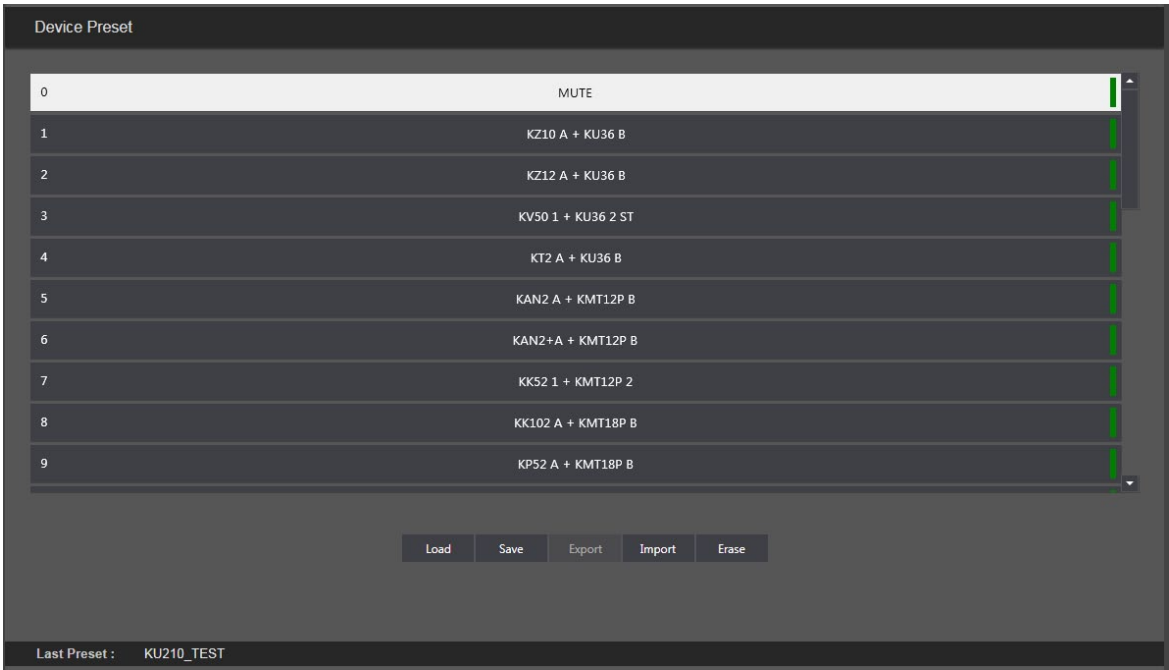 Device Preset
0 MUTE
1 KZ10 A + KU36 B
2 KZ12 A + KU36 B
3 KV50 1 + KU36 2 ST
4 KT2 A + KU36 B
5 KAN2 A + KMT12P B
6 KAN2+A + KMT12P B
7 KK52 1 + KMT12P 2
8 KK102 A + KMT18P B
9 KP52 A + KMT18P B
Load Save Export Import Erase
Last Preset : KU210_TEST